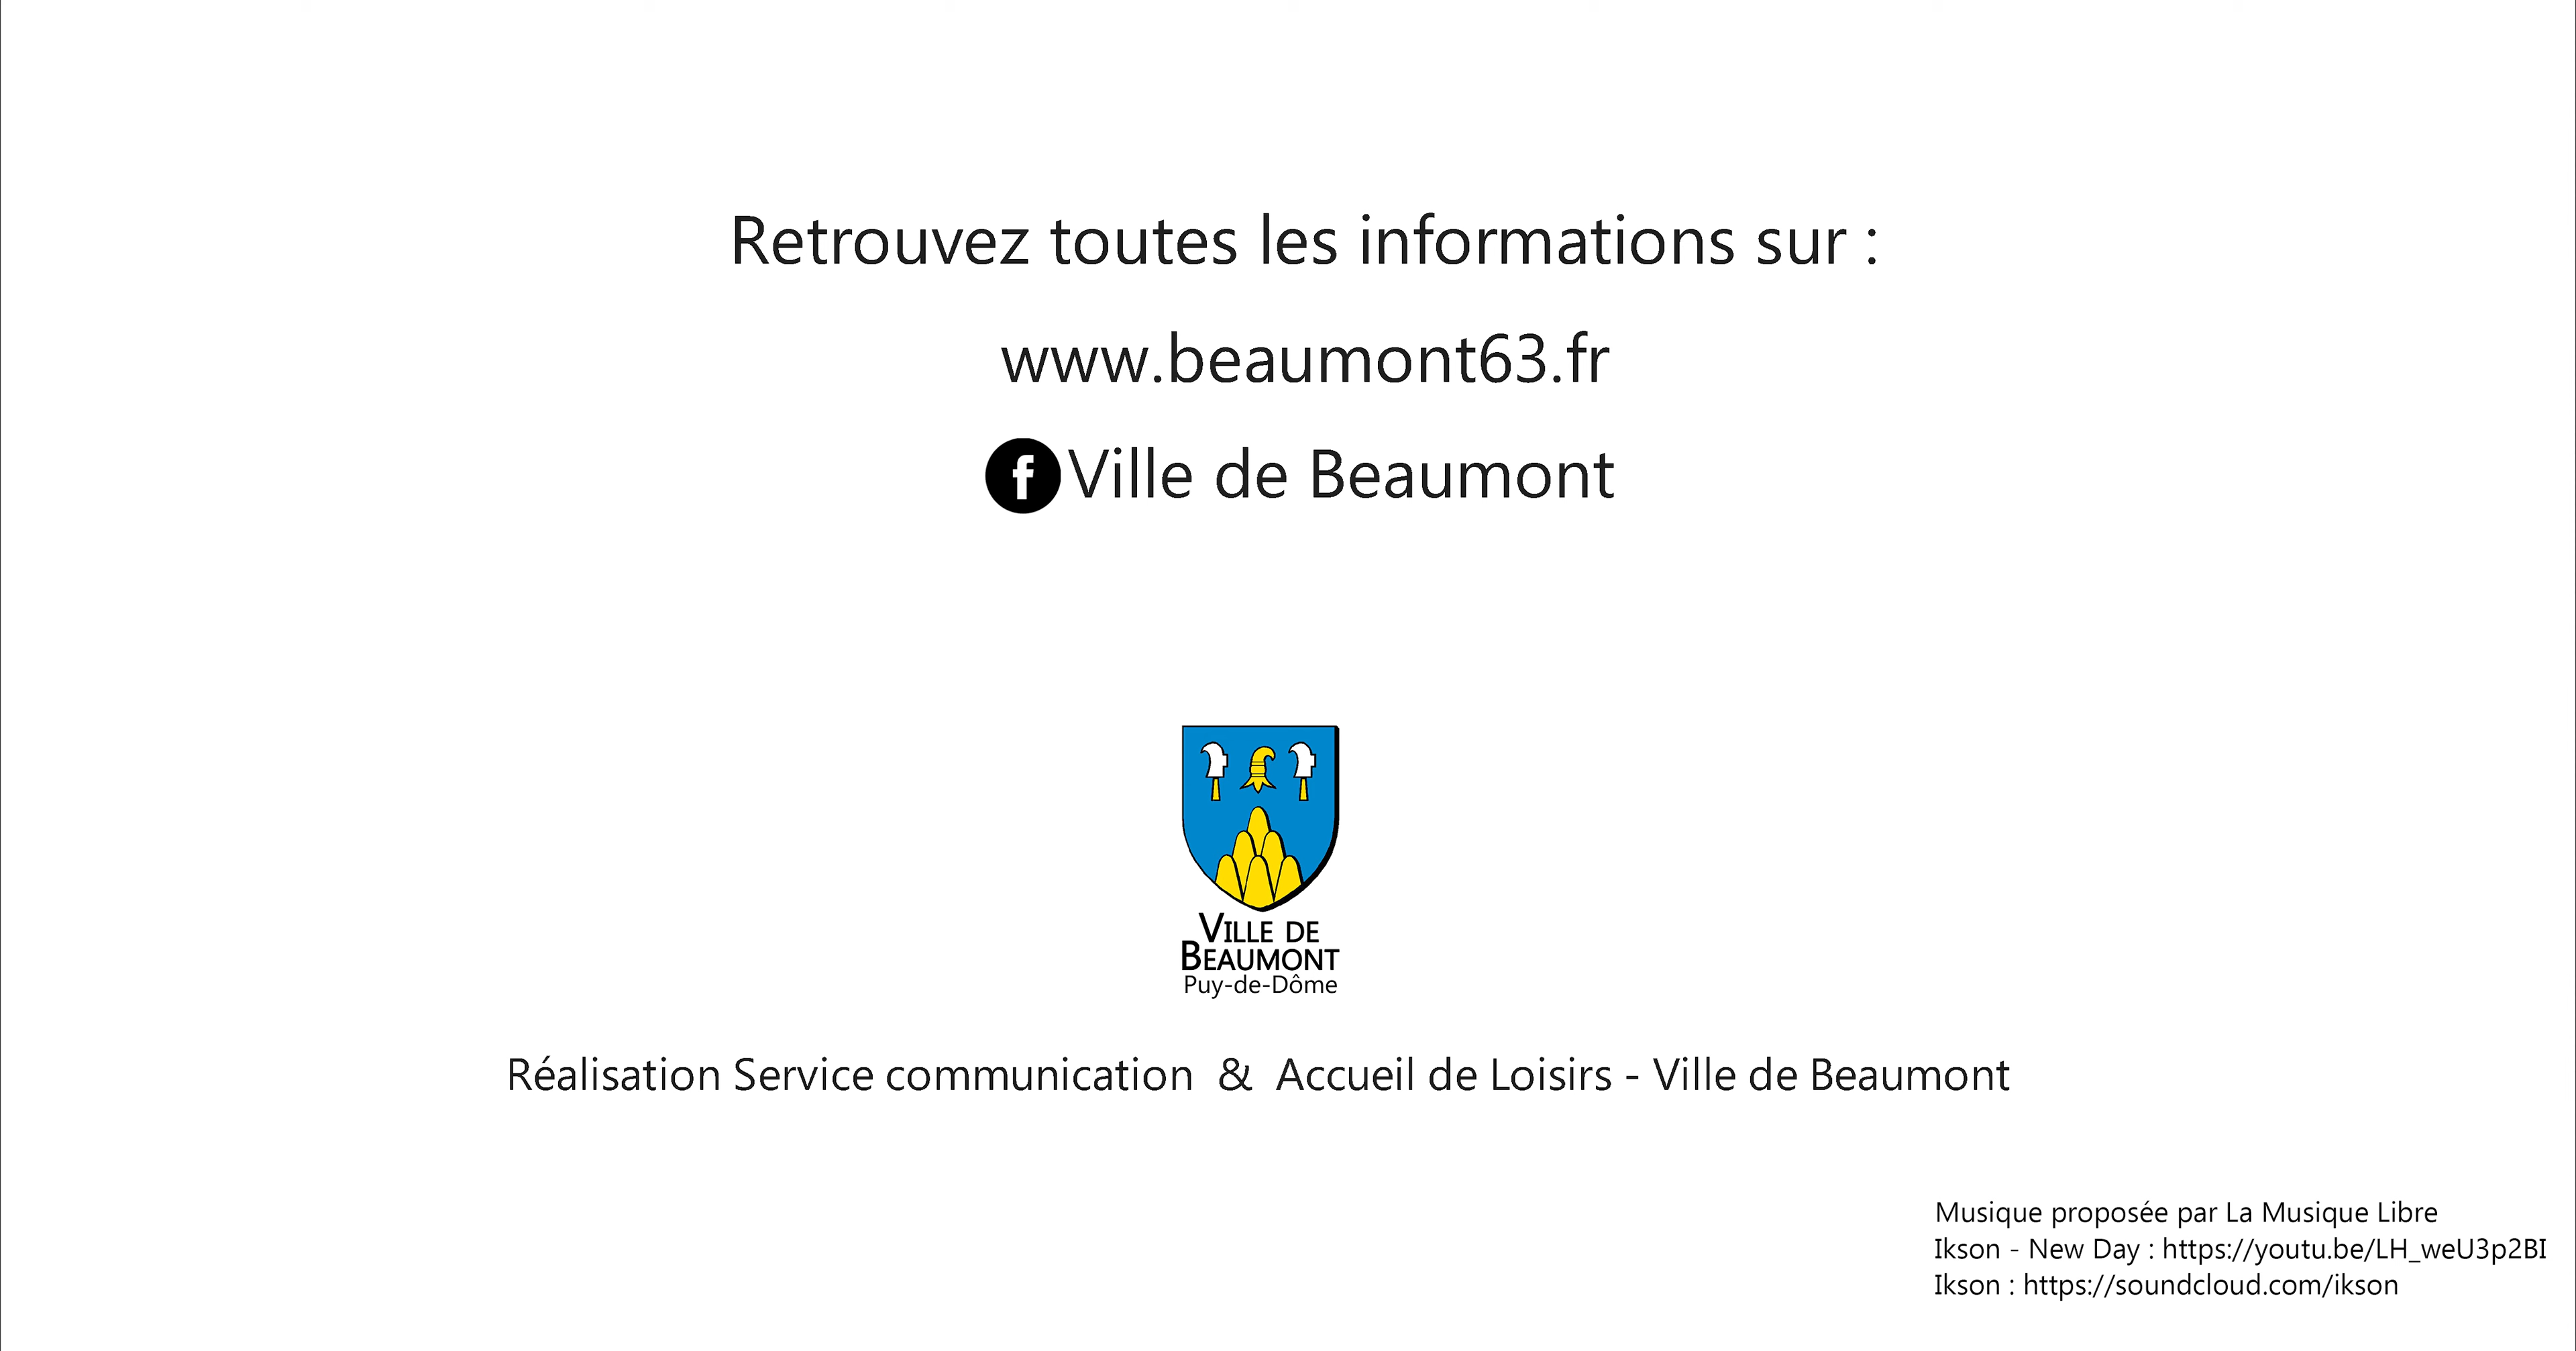 Retrouvez toutes les informations sur :
www.beaumont63.fr
f Ville de Beaumont
VILLE DE
BEAUMONT
Puy-de-Dôme
Réalisation Service communication & Accueil de Loisirs - Ville de Beaumont
Musique proposée par La Musique Libre
Ikson - New Day : https://youtu.be/LH_weU3p2BI
Ikson : https://soundcloud.com/ikson